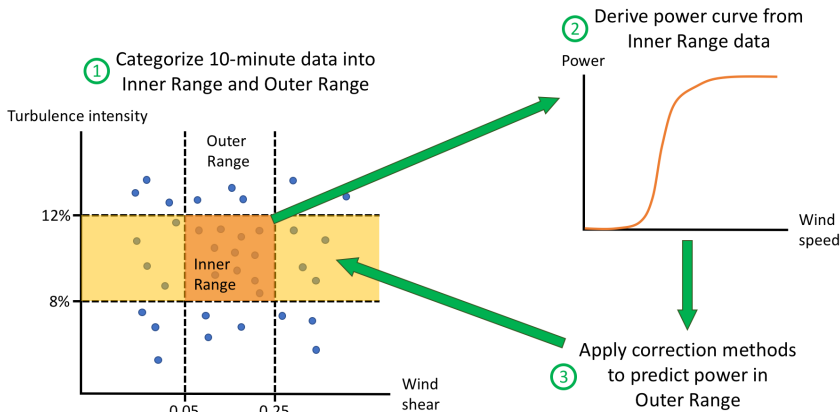 1
Categorize 10-minute data into
Inner Range and Outer Range
Turbulence intensity
Outer
Range
12%
Inner
Range
8%
0.05
0.25
Wind
shear
2
Derive power curve from
Inner Range data
Power
Wind
speed
3
Apply correction methods
to predict power in
Outer Range